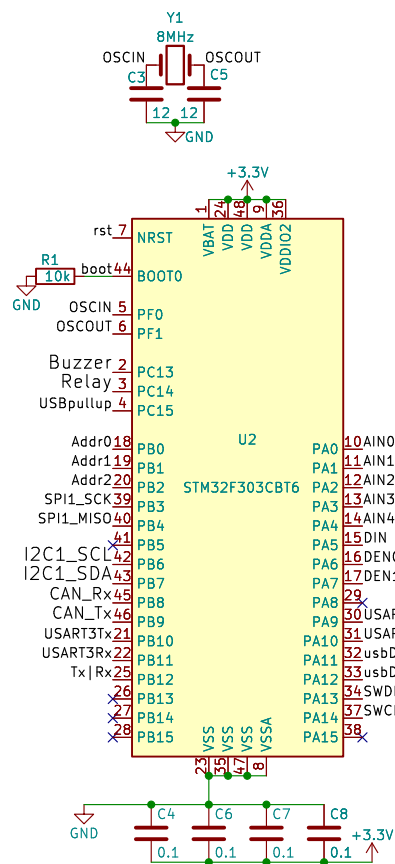 Y1
8MHz
OSCIN OSCOUT
C3 C5
12 12
GND
+3.3V
1 24 48 9 36
VBAT VDD VDD VDDA VDDIO2
rst 7 NRST
R1
10k
boot 44 BOOT0
GND
OSCIN 5 PF0
OSCOUT 6 PF1
Buzzer 2 PC13
Relay 3 PC14
USBpullup 4 PC15
U2
STM32F303CBT6
Addr0 18 PB0 PA0 10 AIN0
Addr1 19 PB1 PA1 11 AIN1
Addr2 20 PB2 PA2 12 AIN2
SPI1_SCK 39 PB3 PA3 13 AIN3
SPI1_MISO 40 PB4 PA4 14 AIN4
41 PB5 PA5 15 DIN
I2C1_SCL 42 PB6 PA6 16 DEN0
I2C1_SDA 43 PB7 PA7 17 DEN1
CAN_Rx 45 PB8 PA8 29
CAN_Tx 46 PB9 PA9 30 USAR
USART3Tx 21 PB10 PA10 31 USAR
USART3Rx 22 PB11 PA11 32 usbD
Tx|Rx 25 PB12 PA12 33 usbD
26 PB13 PA13 34 SWD
27 PB14 PA14 37 SWC
28 PB15 PA15 38
VSS VSS VSS VSSA
23 35 47 8
GND
C4 C6 C7 C8
0.1 0.1 0.1 0.1
+3.3V